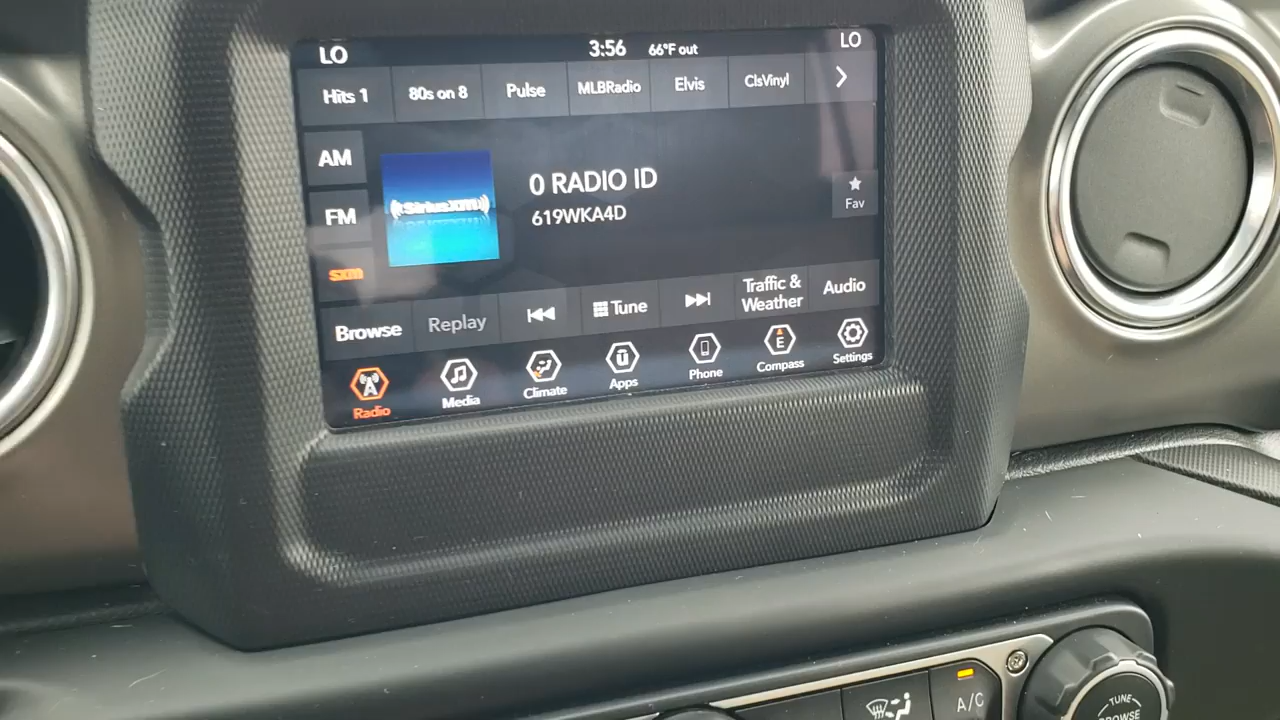 LO 3:56 66°F out LO
Hits 1 80s on 8 Pulse MLBRadio Elvis ClsVinyl
AM
FM
sxm
((SiriusXM))
0 RADIO ID
619WKA4D
Fav
Browse Replay Tune Traffic &
Weather Audio
Radio Media Climate Apps Phone E Compass Settings
A/C
TUNE
BROWSE